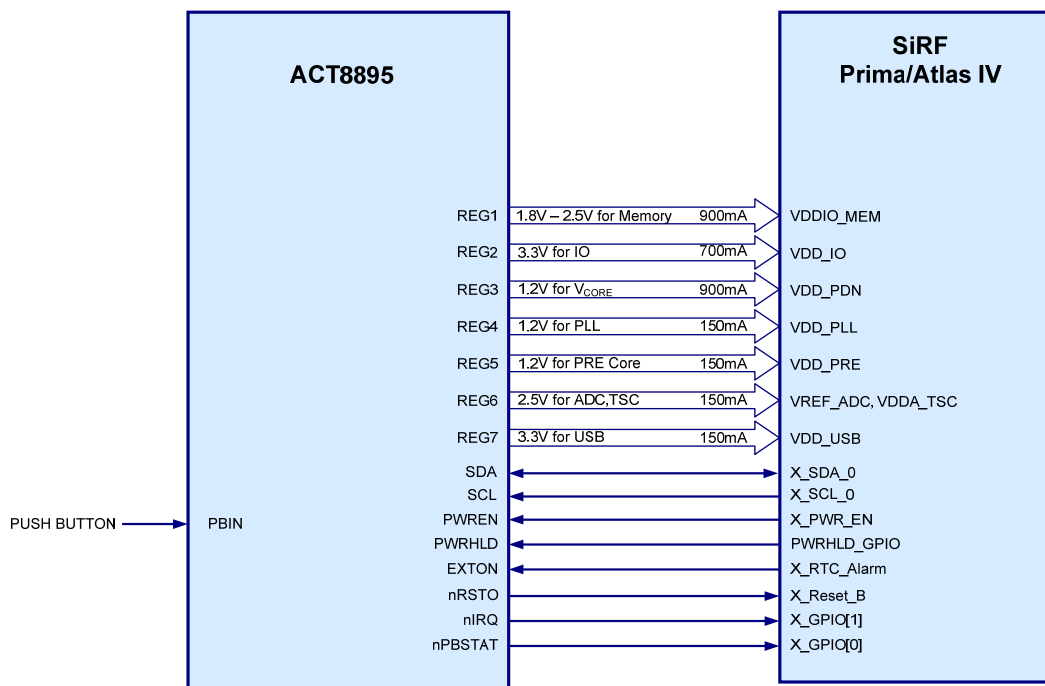 ACT8895
SiRF
Prima/Atlas IV
REG1 1.8V – 2.5V for Memory 900mA VDDIO_MEM
REG2 3.3V for IO 700mA VDD_IO
REG3 1.2V for VCORE 900mA VDD_PDN
REG4 1.2V for PLL 150mA VDD_PLL
REG5 1.2V for PRE Core 150mA VDD_PRE
REG6 2.5V for ADC,TSC 150mA VREF_ADC, VDDA_TSC
REG7 3.3V for USB 150mA VDD_USB
SDA X_SDA_0
SCL X_SCL_0
PUSH BUTTON PBIN PWREN X_PWR_EN
PWRHLD PWRHLD_GPIO
EXTON X_RTC_Alarm
nRSTO X_Reset_B
nIRQ X_GPIO[1]
nPBSTAT X_GPIO[0]